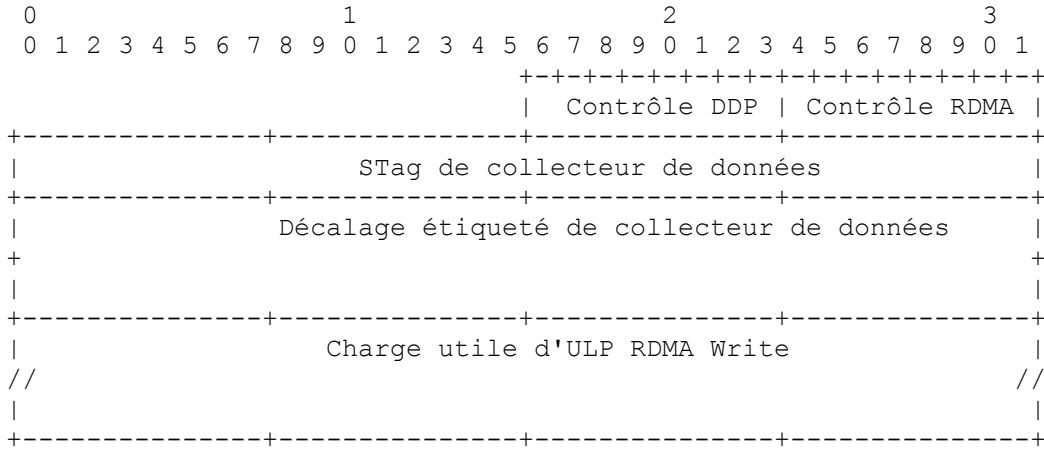 0                   1                   2                   3
0 1 2 3 4 5 6 7 8 9 0 1 2 3 4 5 6 7 8 9 0 1 2 3 4 5 6 7 8 9 0 1
+-+-+-+-+-+-+-+-+-+-+-+-+-+-+-+-+
| Contrôle DDP | Contrôle RDMA |
+---------------+---------------+---------------+---------------+
| STag de collecteur de données |
+---------------+---------------+---------------+---------------+
| Décalage étiqueté de collecteur de données |
+ +
| |
+---------------+---------------+---------------+---------------+
| Charge utile d'ULP RDMA Write |
// //
| |
+---------------+---------------+---------------+---------------+